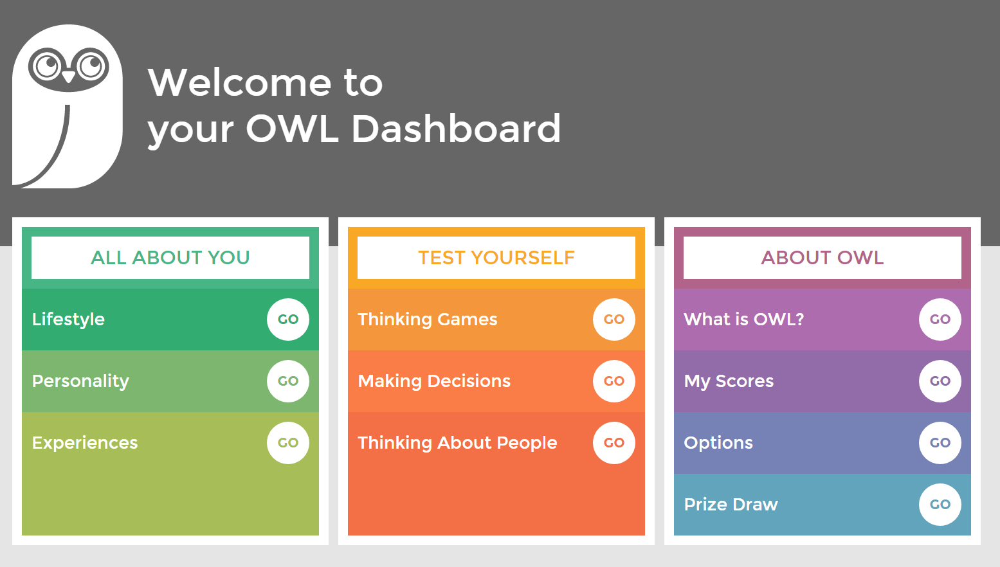 Welcome to
your OWL Dashboard
ALL ABOUT YOU
Lifestyle GO
Personality GO
Experiences GO
TEST YOURSELF
Thinking Games GO
Making Decisions GO
Thinking About People GO
ABOUT OWL
What is OWL? GO
My Scores GO
Options GO
Prize Draw GO